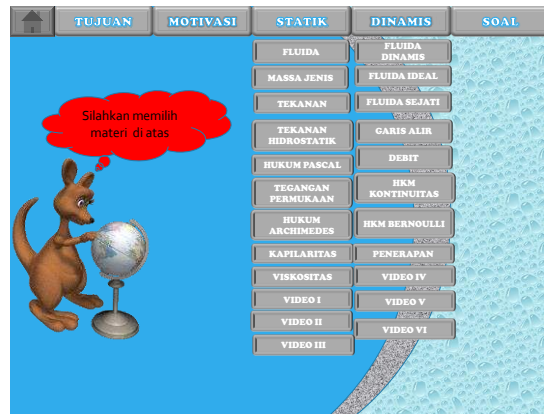 TUJUAN
MOTIVASI
STATIK
DINAMIS
SOAL
Silahkan memilih
materi di atas
FLUIDA
MASSA JENIS
TEKANAN
TEKANAN
HIDROSTATIK
HUKUM PASCAL
TEGANGAN
PERMUKAAN
HUKUM
ARCHIMEDES
KAPILARITAS
VISKOSITAS
VIDEO I
VIDEO II
VIDEO III
FLUIDA
DINAMIS
FLUIDA IDEAL
FLUIDA SEJATI
GARIS ALIR
DEBIT
HKM
KONTINUITAS
HKM BERNOULLI
PENERAPAN
VIDEO IV
VIDEO V
VIDEO VI